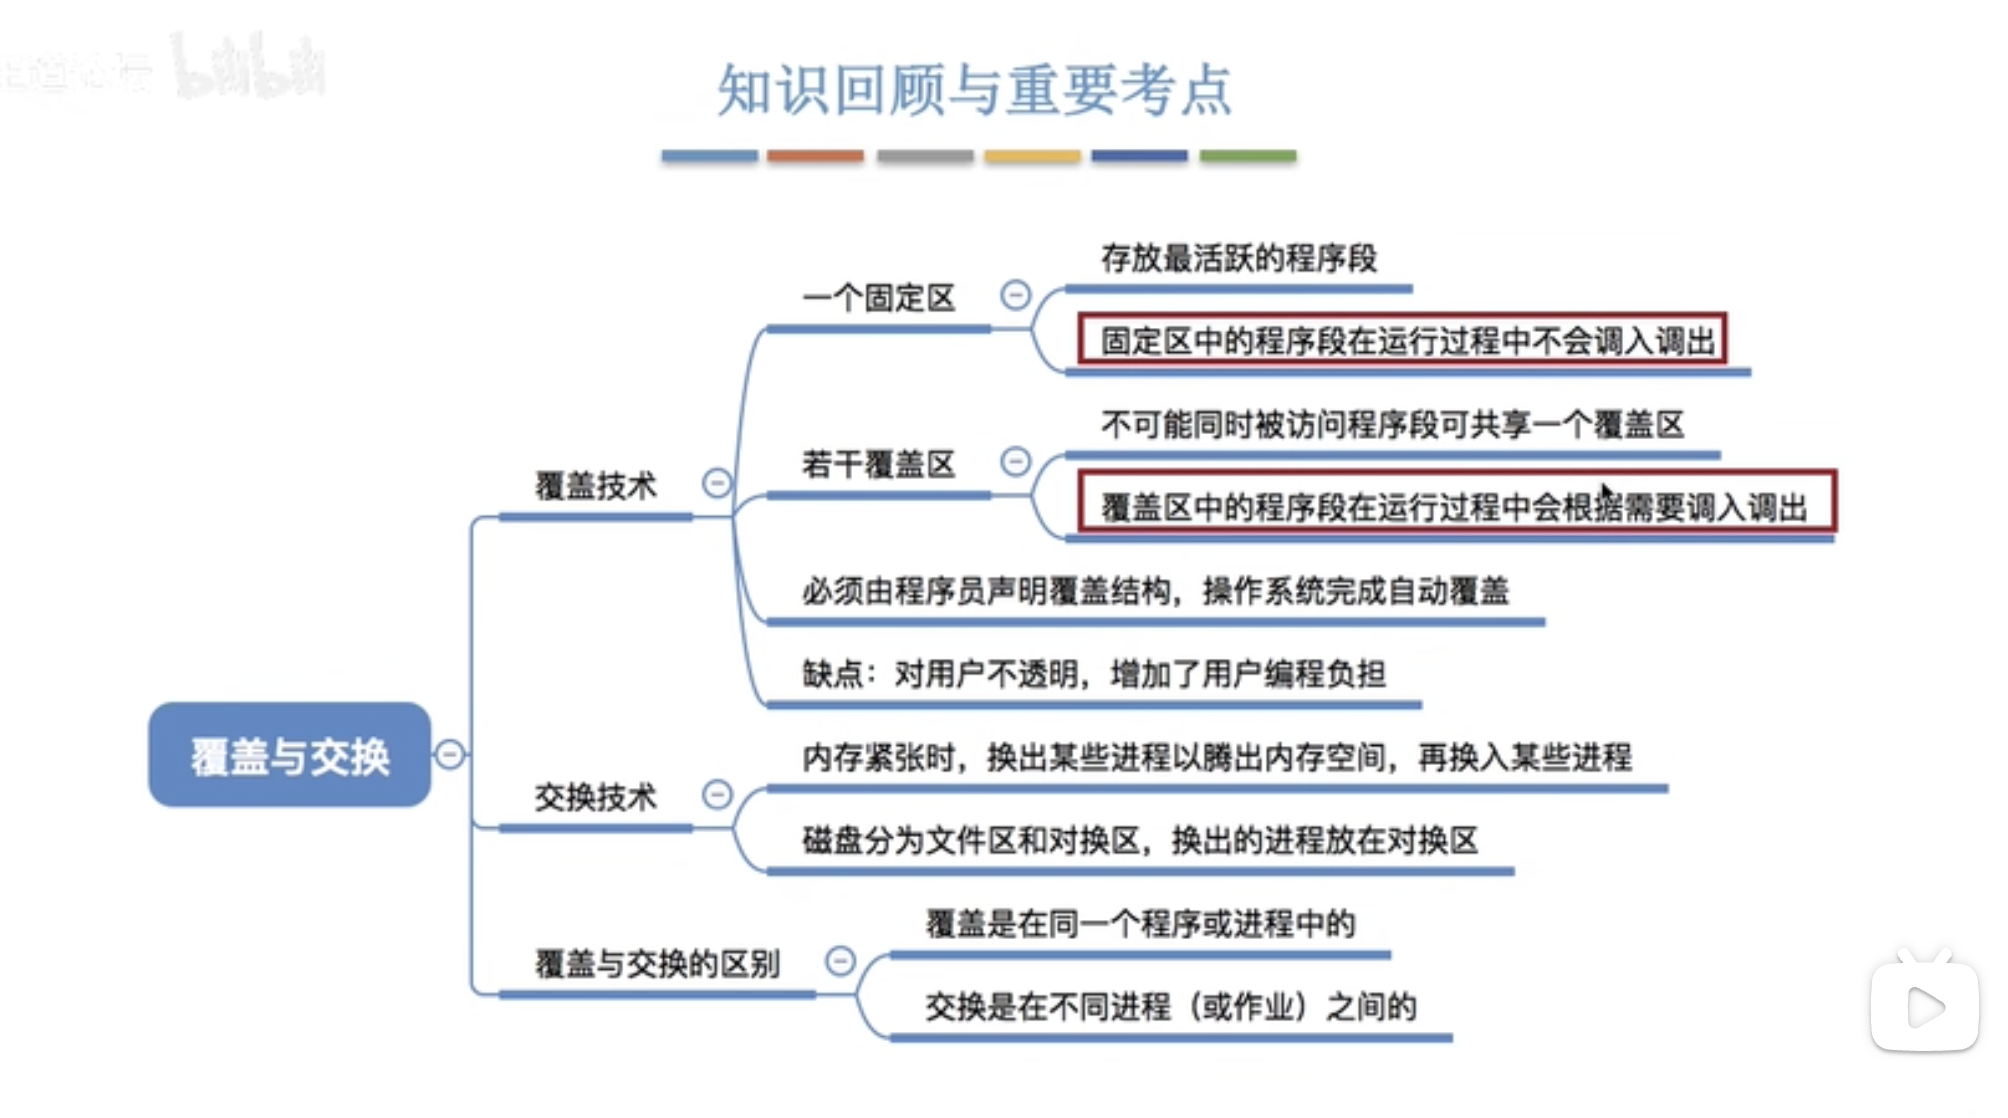 bilibili
知识回顾与重要考点
存放最活跃的程序段
一个固定区
固定区中的程序段在运行过程中不会调入调出
不可能同时被访问程序段可共享一个覆盖区
若干覆盖区
覆盖技术
覆盖区中的程序段在运行过程中会根据需要调入调出
必须由程序员声明覆盖结构，操作系统完成自动覆盖
缺点：对用户不透明，增加了用户编程负担
覆盖与交换
内存紧张时，换出某些进程以腾出内存空间，再换入某些进程
交换技术
磁盘分为文件区和对换区，换出的进程放在对换区
覆盖是在同一个程序或进程中的
覆盖与交换的区别
交换是在不同进程（或作业）之间的